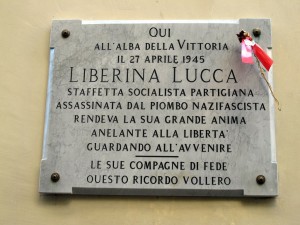 QUI
ALL'ALBA DELLA VITTORIA
IL 27 APRILE 1945
LIBERINA LUCCA
STAFFETTA SOCIALISTA PARTIGIANA
ASSASSINATA DAL PIOMBO NAZIFASCISTA
RENDEVA LA SUA GRANDE ANIMA
ANELANTE ALLA LIBERTA'
GUARDANDO ALL'AVVENIRE
LE SUE COMPAGNE DI FEDE
QUESTO RICORDO VOLLERO